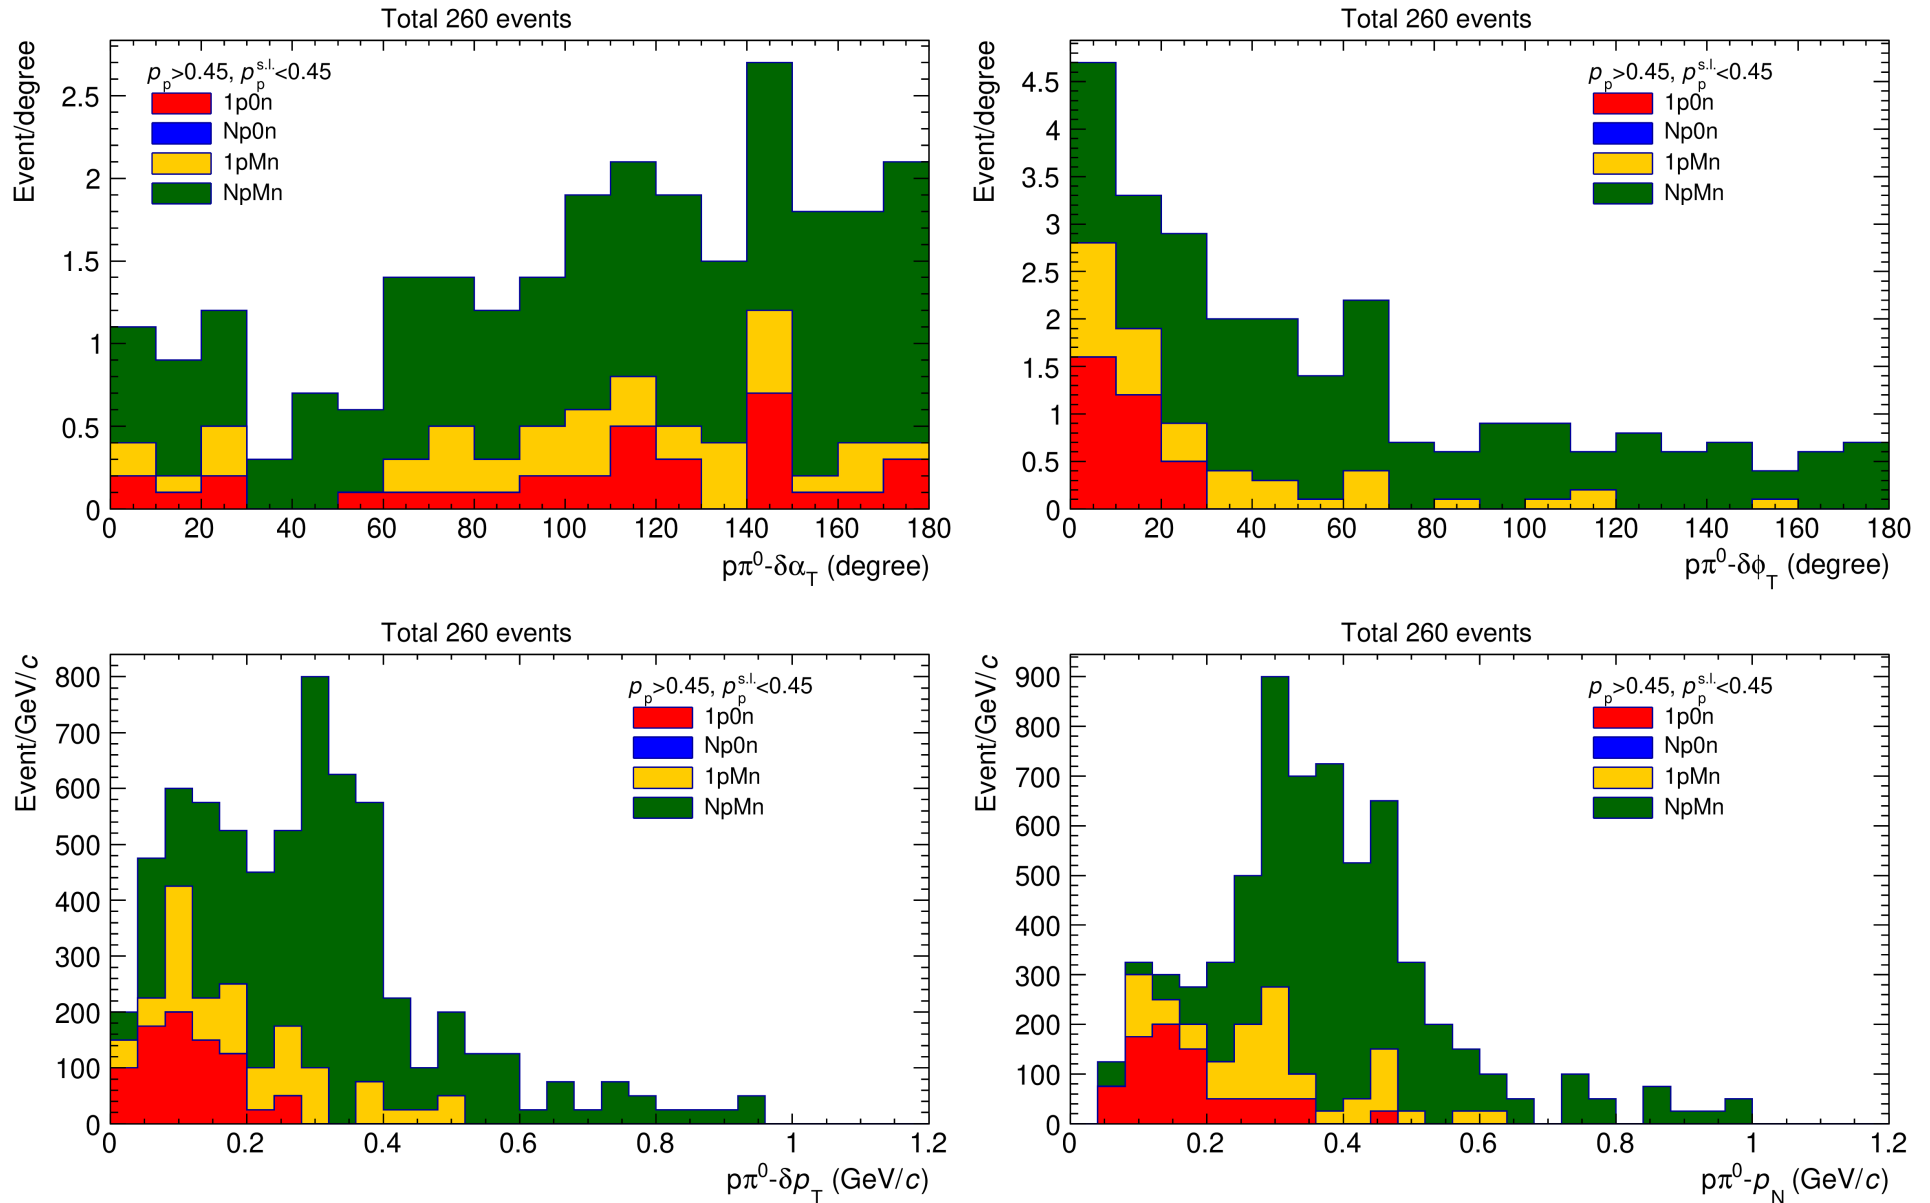 Total 260 events
Event/degree
p_p>0.45, p_p^s.l.<0.45
1p0n
Np0n
1pMn
NpMn
2.5
2
1.5
1
0.5
0
0 20 40 60 80 100 120 140 160 180
pπ⁰-δα_T (degree)
Total 260 events
Event/degree
p_p>0.45, p_p^s.l.<0.45
1p0n
Np0n
1pMn
NpMn
4.5
4
3.5
3
2.5
2
1.5
1
0.5
0
0 20 40 60 80 100 120 140 160 180
pπ⁰-δϕ_T (degree)
Total 260 events
Event/GeV/c
p_p>0.45, p_p^s.l.<0.45
1p0n
Np0n
1pMn
NpMn
800
700
600
500
400
300
200
100
0
0 0.2 0.4 0.6 0.8 1 1.2
pπ⁰-δp_T (GeV/c)
Total 260 events
Event/GeV/c
p_p>0.45, p_p^s.l.<0.45
1p0n
Np0n
1pMn
NpMn
900
800
700
600
500
400
300
200
100
0
0 0.2 0.4 0.6 0.8 1 1.2
pπ⁰-p_N (GeV/c)